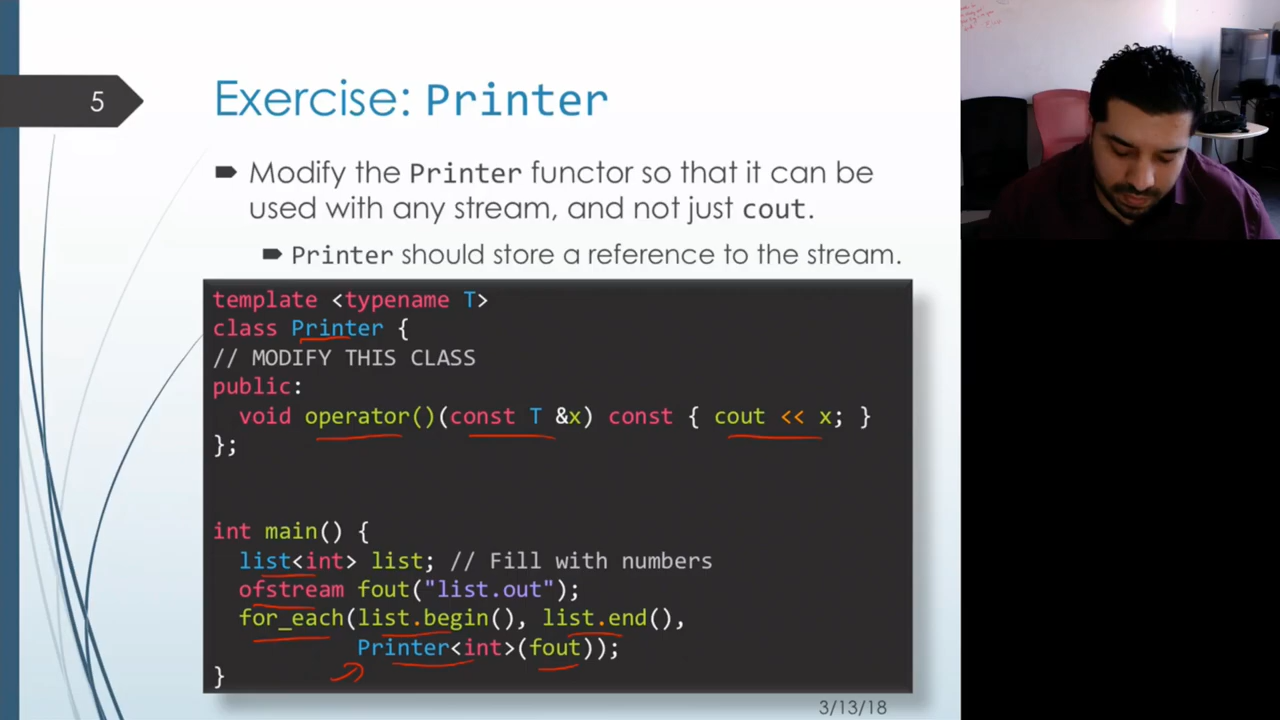 5
Exercise: Printer
Modify the Printer functor so that it can be
used with any stream, and not just cout.
Printer should store a reference to the stream.
template <typename T>
class Printer {
// MODIFY THIS CLASS
public:
  void operator()(const T &x) const { cout << x; }
};
int main() {
  list<int> list; // Fill with numbers
  ofstream fout("list.out");
  for_each(list.begin(), list.end(),
           Printer<int>(fout));
}
3/13/18